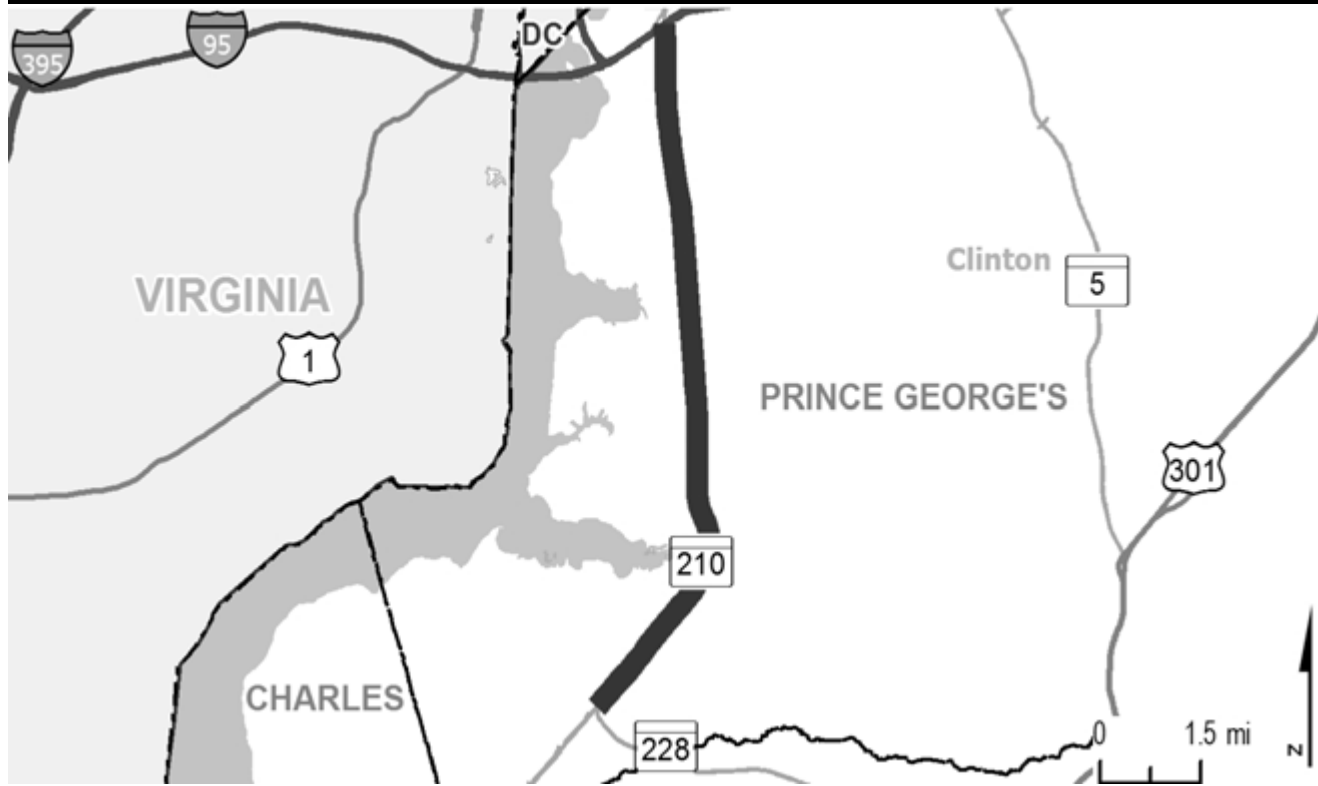 DC
395
95
VIRGINIA
1
Clinton
5
PRINCE GEORGE'S
301
210
CHARLES
228
0 1.5 mi
N